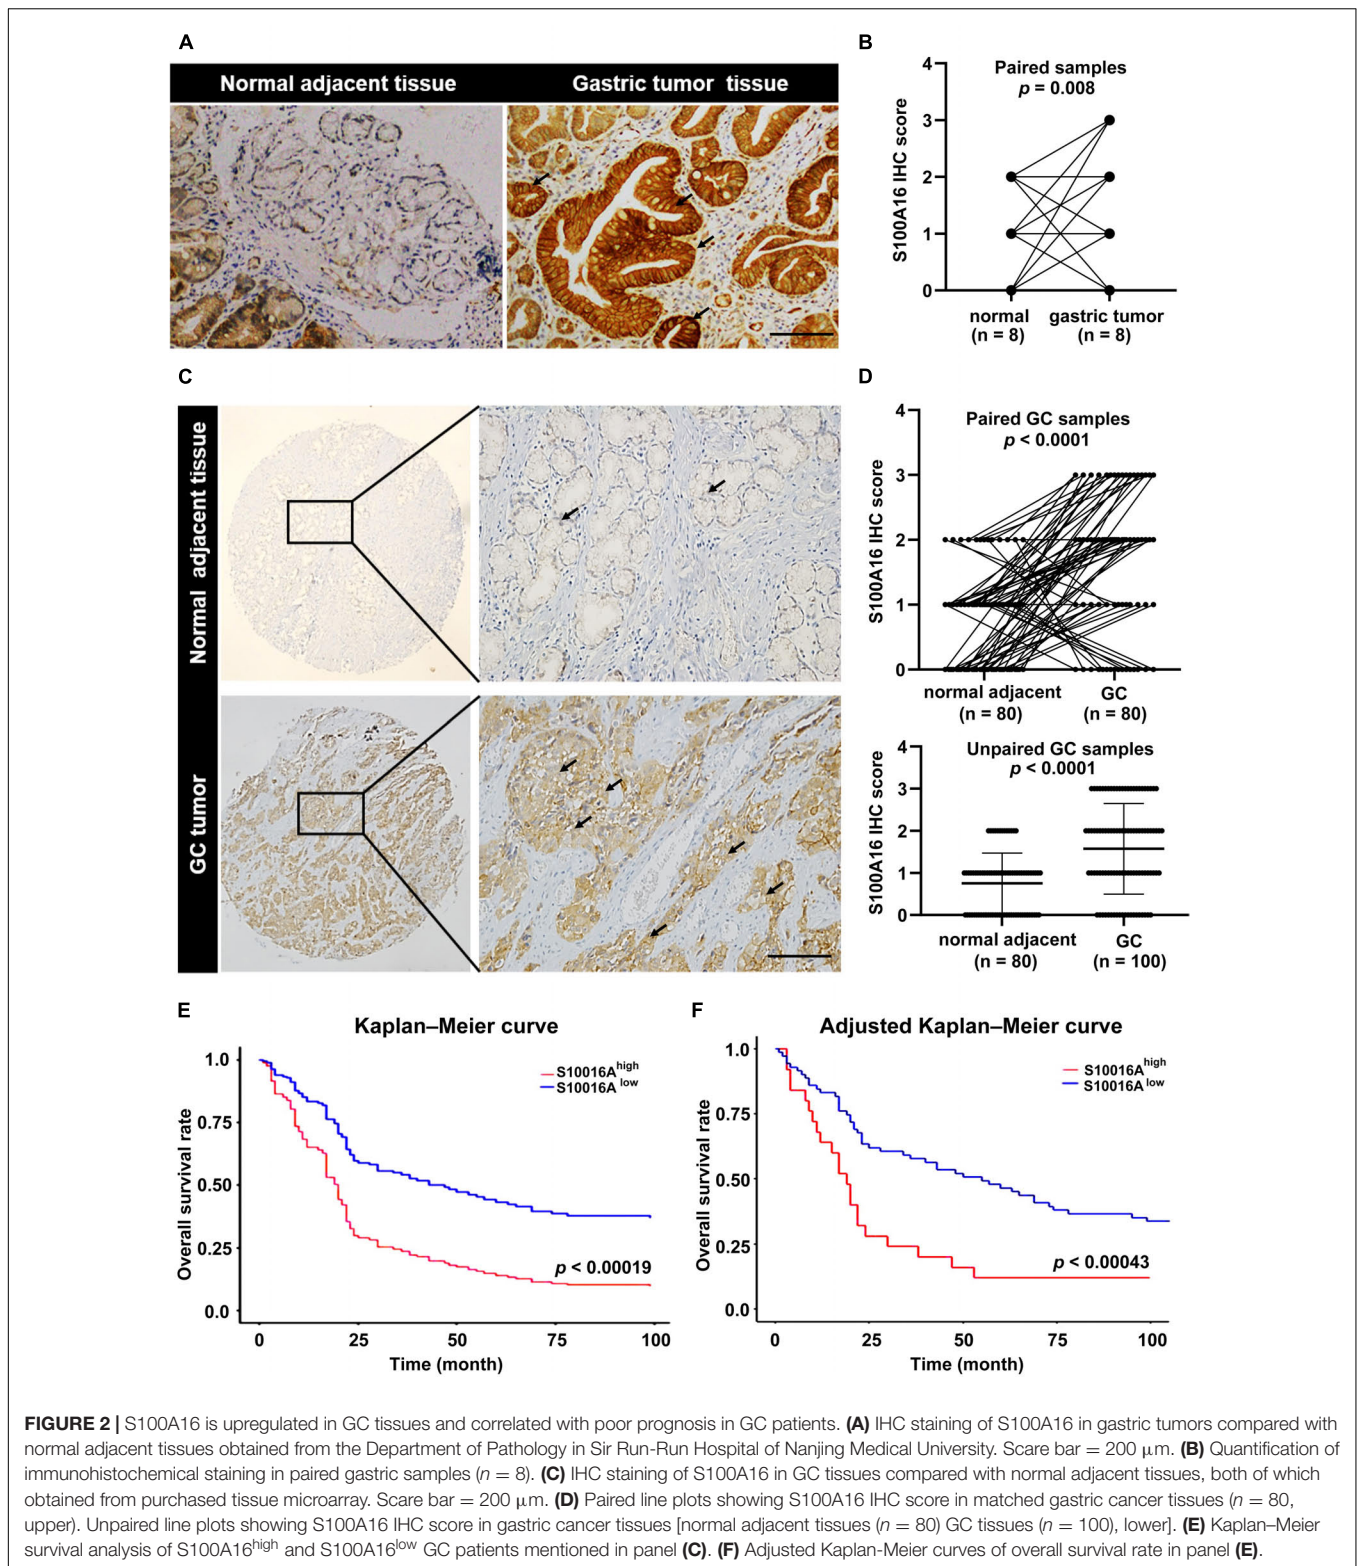 A
Normal adjacent tissue
Gastric tumor tissue
B
Paired samples
p = 0.008
S100A16 IHC score
4
3
2
1
0
normal
(n = 8)
gastric tumor
(n = 8)
C
Normal adjacent tissue
GC tumor
D
Paired GC samples
p < 0.0001
S100A16 IHC score
4
3
2
1
0
normal adjacent
(n = 80)
GC
(n = 80)
Unpaired GC samples
p < 0.0001
S100A16 IHC score
4
3
2
1
0
normal adjacent
(n = 80)
GC
(n = 100)
E
Kaplan–Meier curve
S10016A high
S10016A low
Overall survival rate
1.0
0.75
0.50
0.25
0.0
p < 0.00019
0 25 50 75 100
Time (month)
F
Adjusted Kaplan–Meier curve
S10016A high
S10016A low
Overall survival rate
1.0
0.75
0.50
0.25
0.0
p < 0.00043
0 25 50 75 100
Time (month)
FIGURE 2 | S100A16 is upregulated in GC tissues and correlated with poor prognosis in GC patients. (A) IHC staining of S100A16 in gastric tumors compared with
normal adjacent tissues obtained from the Department of Pathology in Sir Run-Run Hospital of Nanjing Medical University. Scare bar = 200 μm. (B) Quantification of
immunohistochemical staining in paired gastric samples (n = 8). (C) IHC staining of S100A16 in GC tissues compared with normal adjacent tissues, both of which
obtained from purchased tissue microarray. Scare bar = 200 μm. (D) Paired line plots showing S100A16 IHC score in matched gastric cancer tissues (n = 80,
upper). Unpaired line plots showing S100A16 IHC score in gastric cancer tissues [normal adjacent tissues (n = 80) GC tissues (n = 100), lower]. (E) Kaplan–Meier
survival analysis of S100A16high and S100A16low GC patients mentioned in panel (C). (F) Adjusted Kaplan-Meier curves of overall survival rate in panel (E).